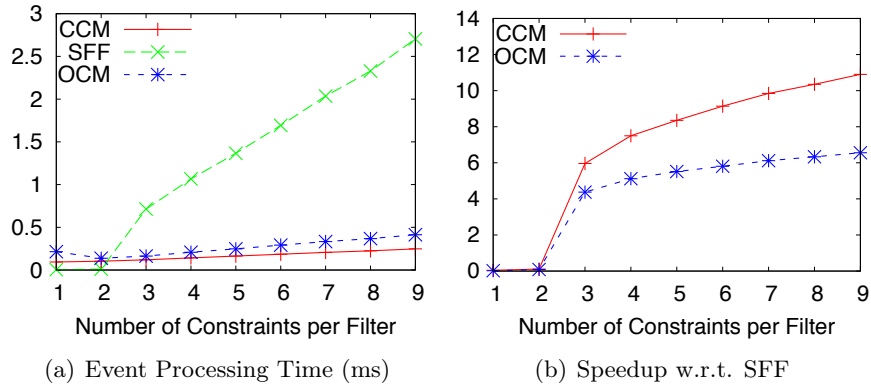 3
2.5
2
1.5
1
0.5
0
CCM
SFF
OCM
1 2 3 4 5 6 7 8 9
Number of Constraints per Filter
(a) Event Processing Time (ms)
14
12
10
8
6
4
2
0
CCM
OCM
1 2 3 4 5 6 7 8 9
Number of Constraints per Filter
(b) Speedup w.r.t. SFF